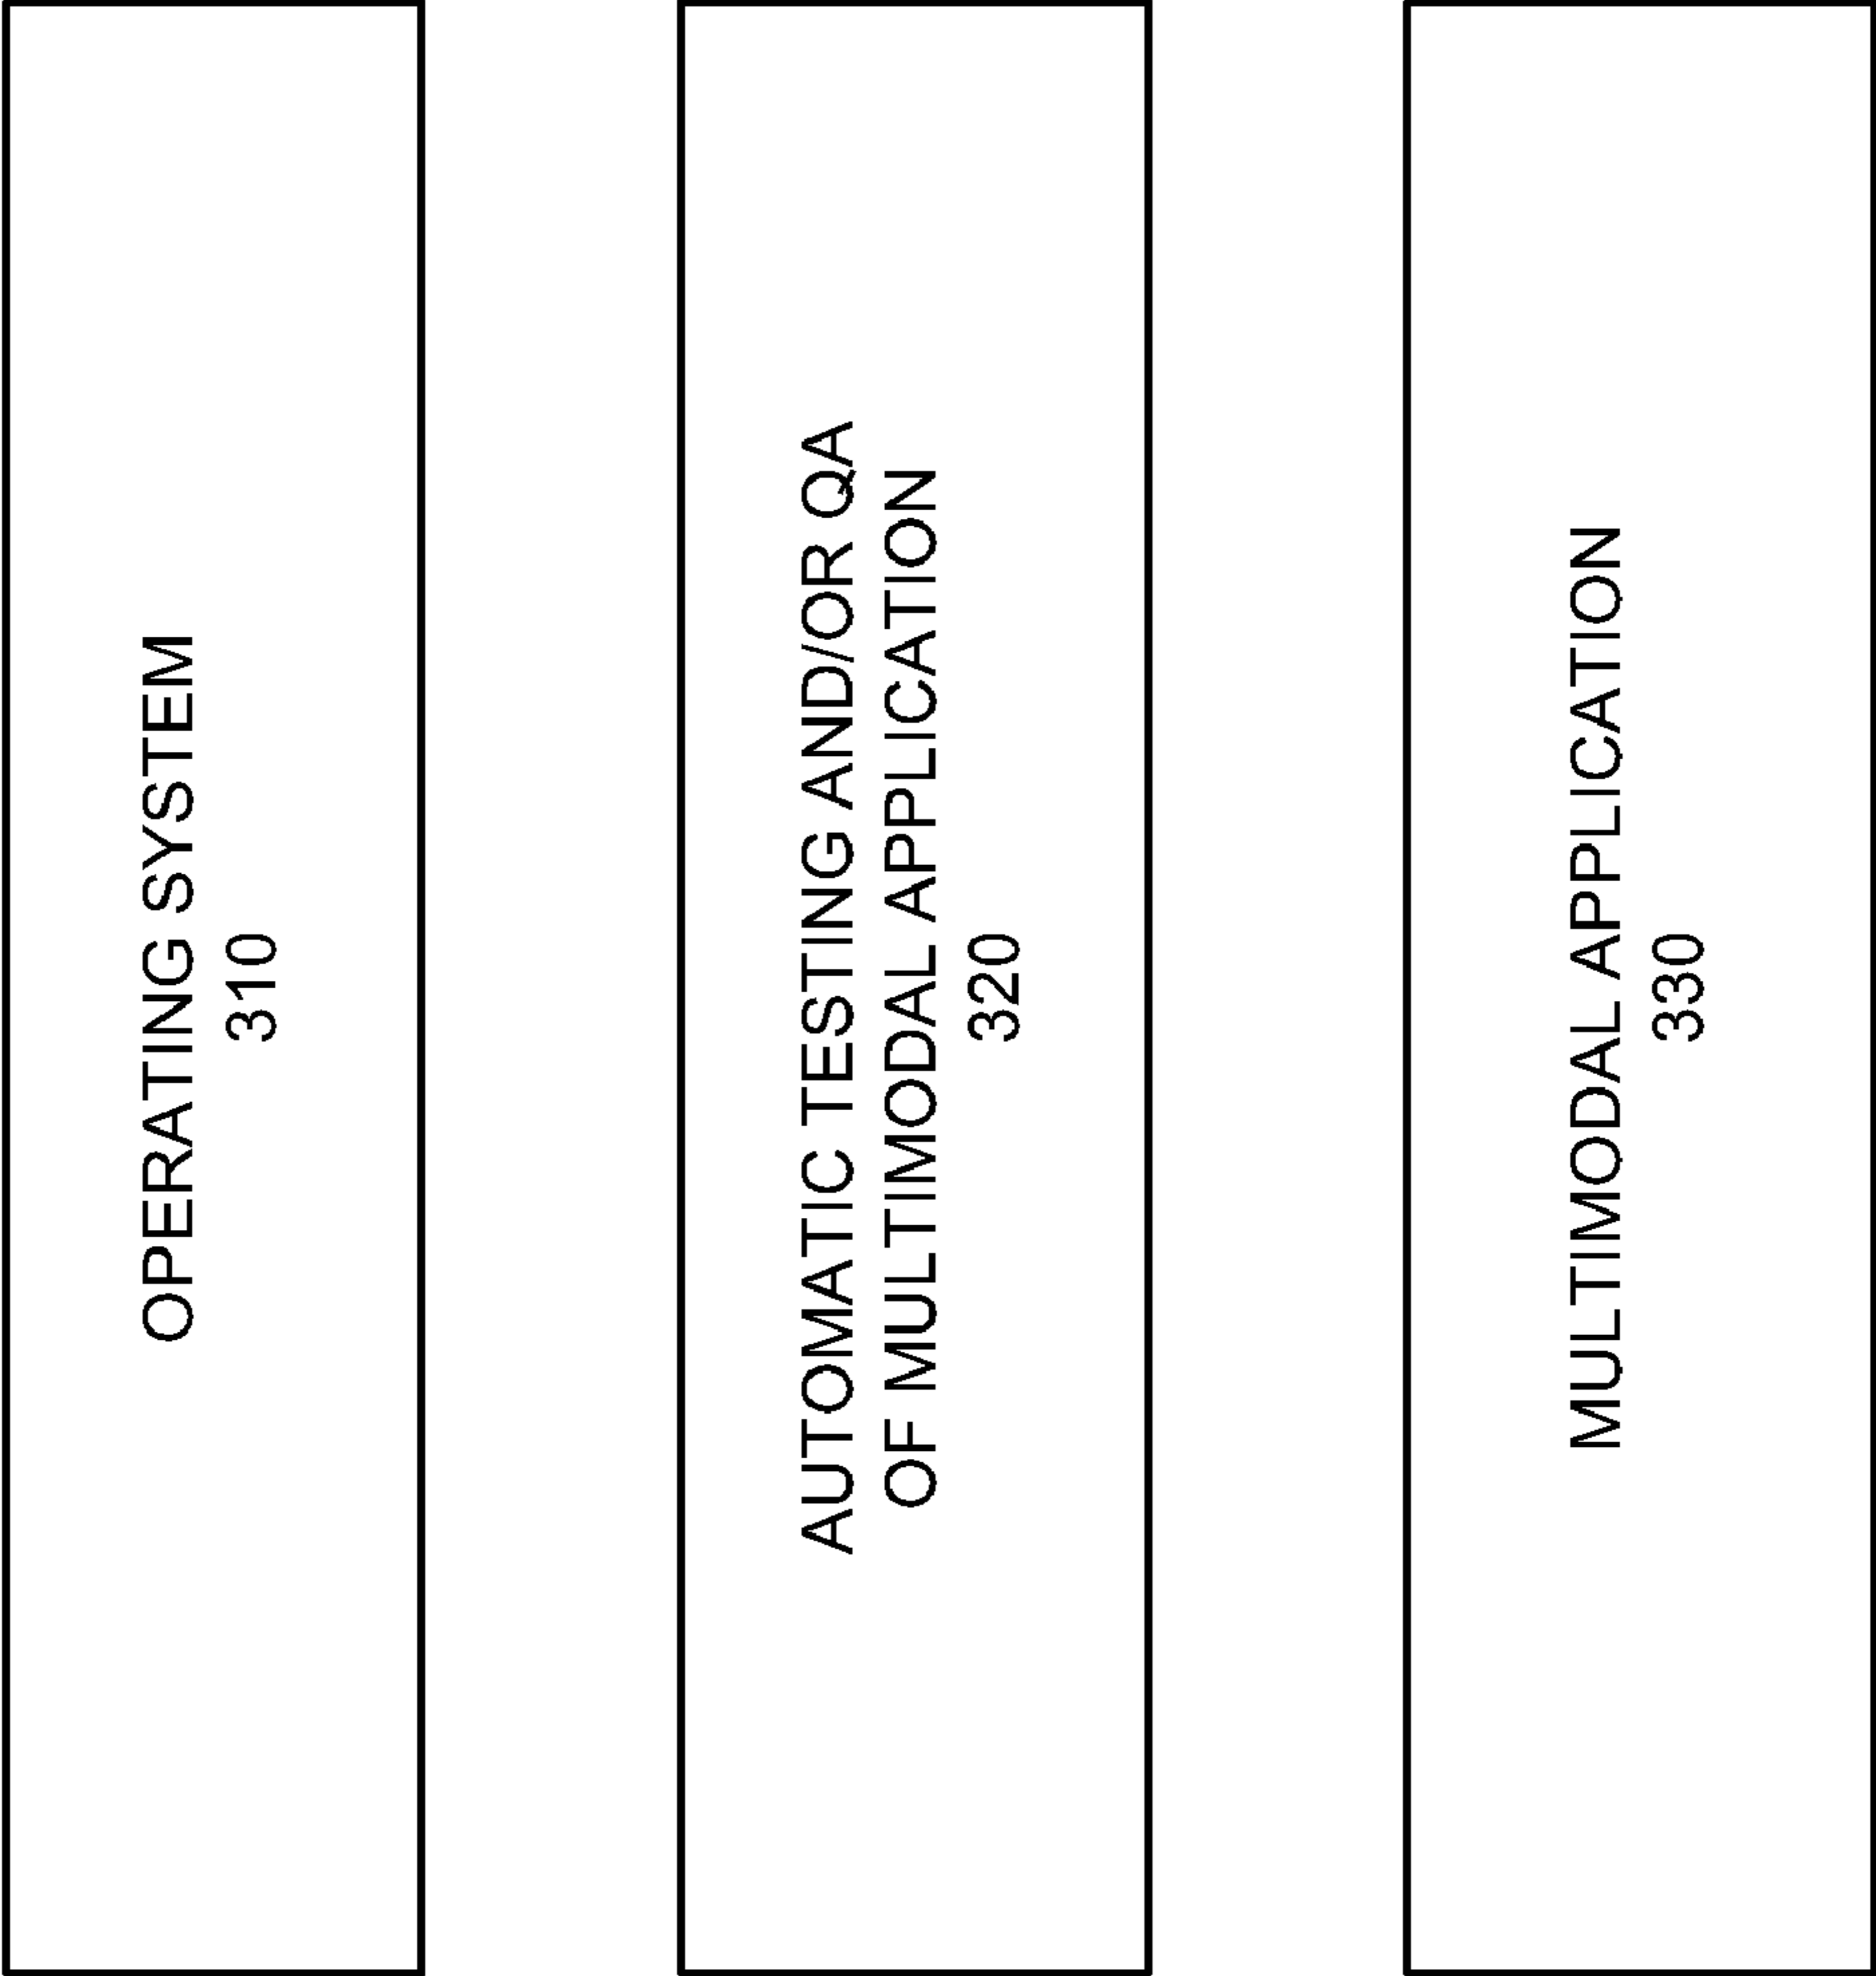 OPERATING SYSTEM
310
AUTOMATIC TESTING AND/OR QA
OF MULTIMODAL APPLICATION
320
MULTIMODAL APPLICATION
330